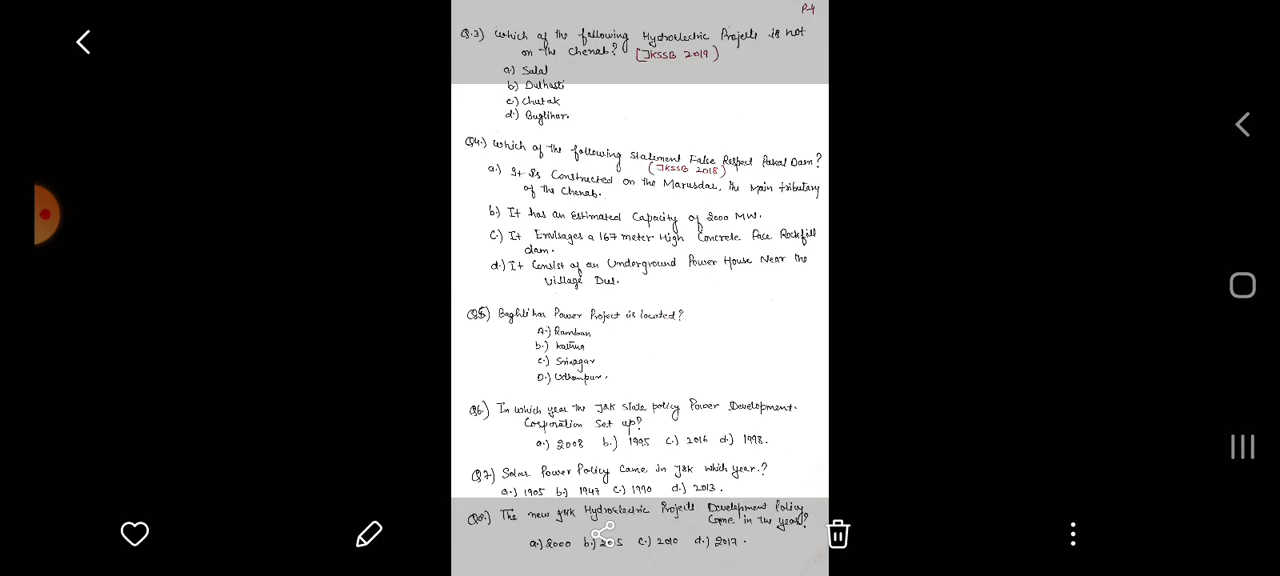 P-4
Q.3) Which of the following Hydroelectric Projects is not
on the Chenab? [JKSSB 2019)
a.) Salal
b.) Dulhasti
c.) Chutak
d.) Baglihar.
Q4.) Which of the following statement False Respect Pakal Dam?
(JKSSB 2018)
a.) It Is Constructed on the Marusdar, the Main tributary
of the Chenab.
b.) It has an Estimated Capacity of 2000 MW.
c.) It Envisages a 167 meter High Concrete Face Rockfill
dam.
d.) It Consist of an Underground Power House Near the
Village Dul.
Q5) Baghlihar Power Project is located?
A.) Ramban
b.) Kathua
c.) Srinagar
D.) Udhampur.
Q6.) In which year the J&K State policy Power Development
Corporation Set up?
a.) 2008 b.) 1995 c.) 2016 d.) 1998.
Q7) Solar Power Policy Came in J&K which year.?
a.) 1905 b.) 1947 c.) 1990 d.) 2013.
Q8.) The new J&K Hydroelectric Projects Development Policy
Came in the year?
a.) 2000 b.) c.) 2010 d.) 2017.